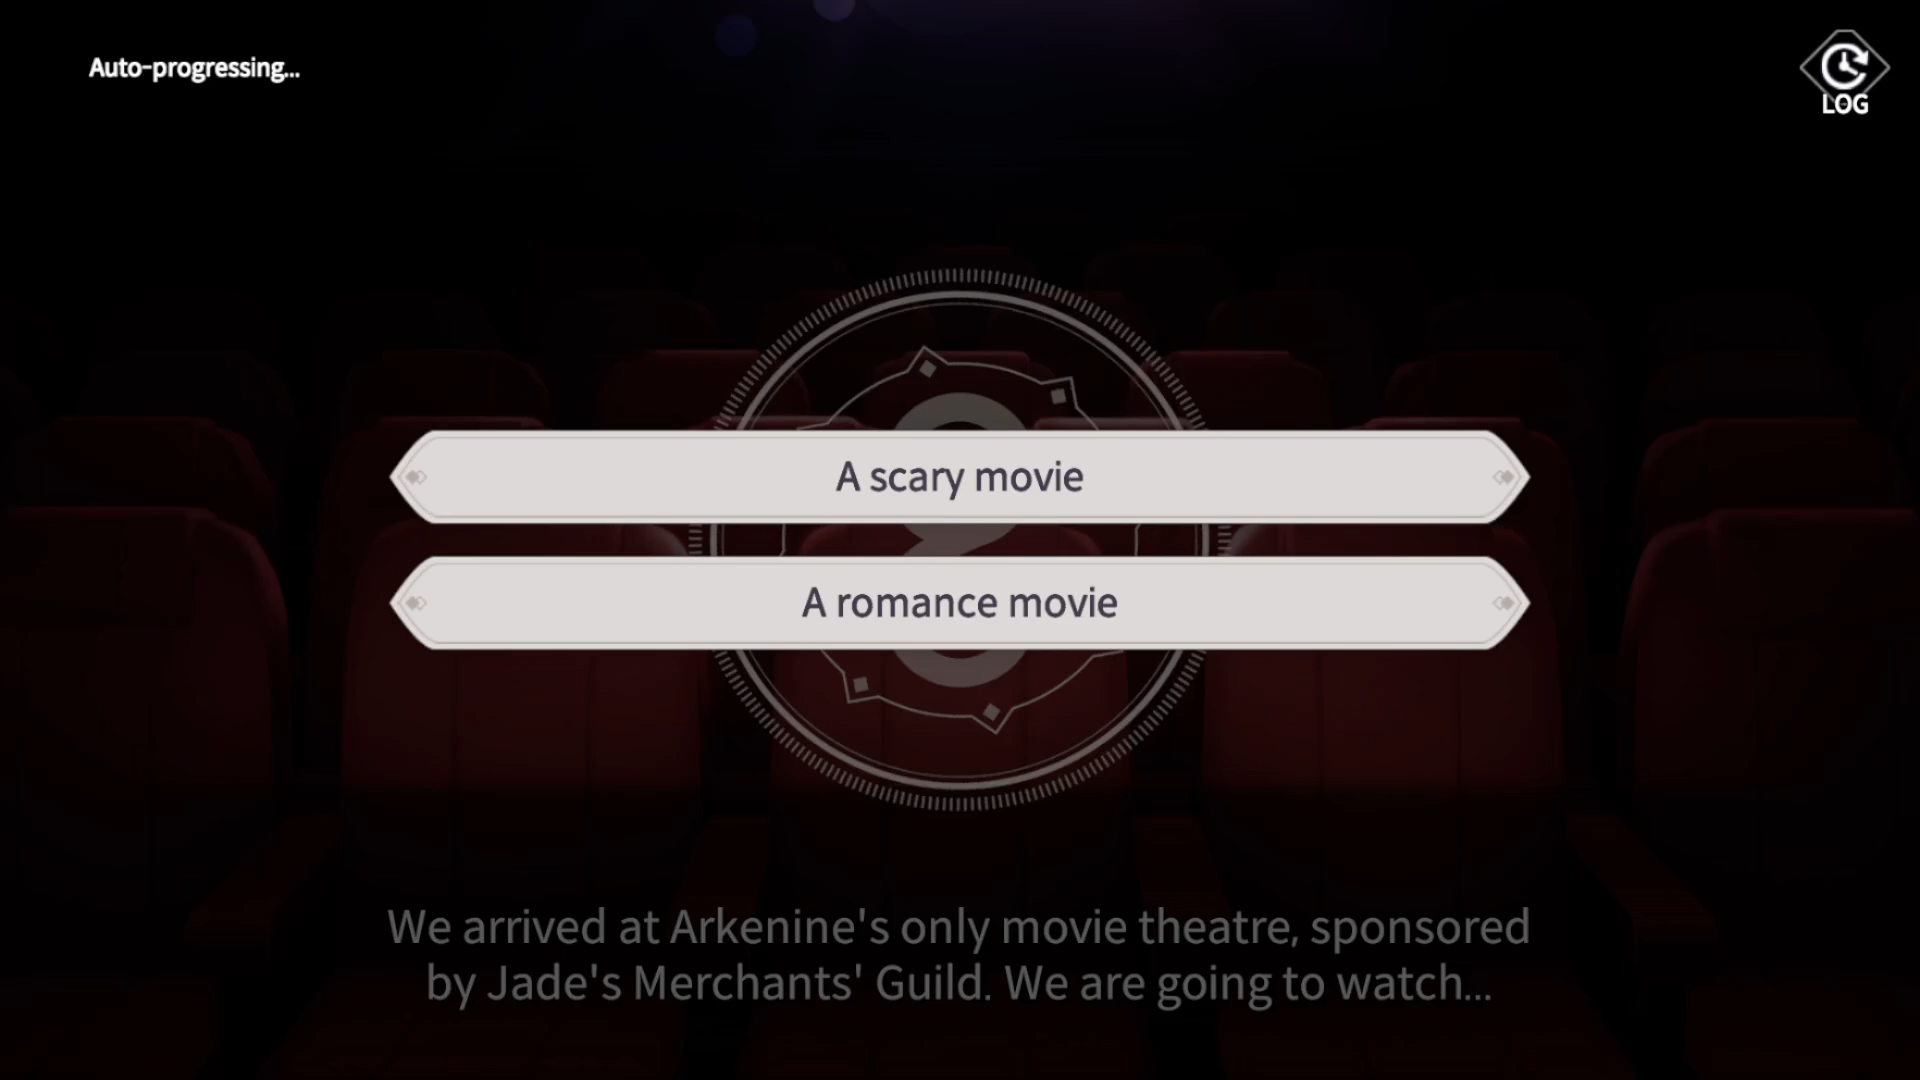 Auto-progressing...
LOG
A scary movie
A romance movie
We arrived at Arkenine's only movie theatre, sponsored
by Jade's Merchants' Guild. We are going to watch...